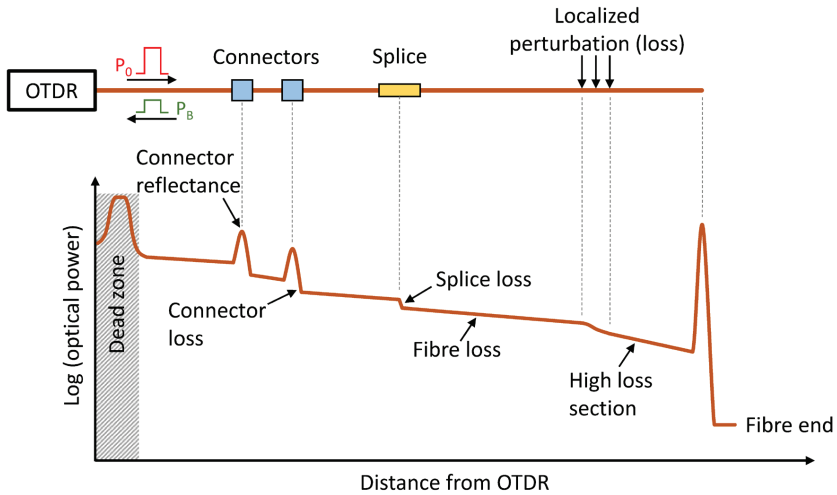 Localized
Connectors
Splice
perturbation (loss)
P0
OTDR
PB
Connector
reflectance
Splice loss
Connector
loss
Fibre loss
High loss
section
Fibre end
Dead zone
Log (optical power)
Distance from OTDR